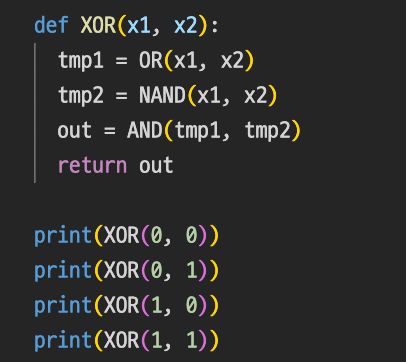 def XOR(x1, x2):
  tmp1 = OR(x1, x2)
  tmp2 = NAND(x1, x2)
  out = AND(tmp1, tmp2)
  return out

print(XOR(0, 0))
print(XOR(0, 1))
print(XOR(1, 0))
print(XOR(1, 1))